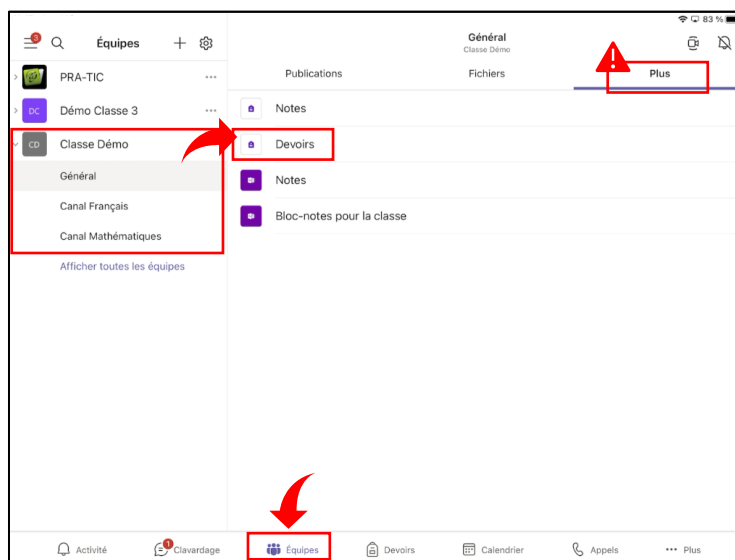 83 %
3
Équipes
Général
Classe Démo
PRA-TIC
DC
Démo Classe 3
CD
Classe Démo
Général
Canal Français
Canal Mathématiques
Afficher toutes les équipes
Publications
Fichiers
Plus
Notes
Devoirs
Notes
Bloc-notes pour la classe
Activité
1
Clavardage
Équipes
Devoirs
Calendrier
Appels
Plus